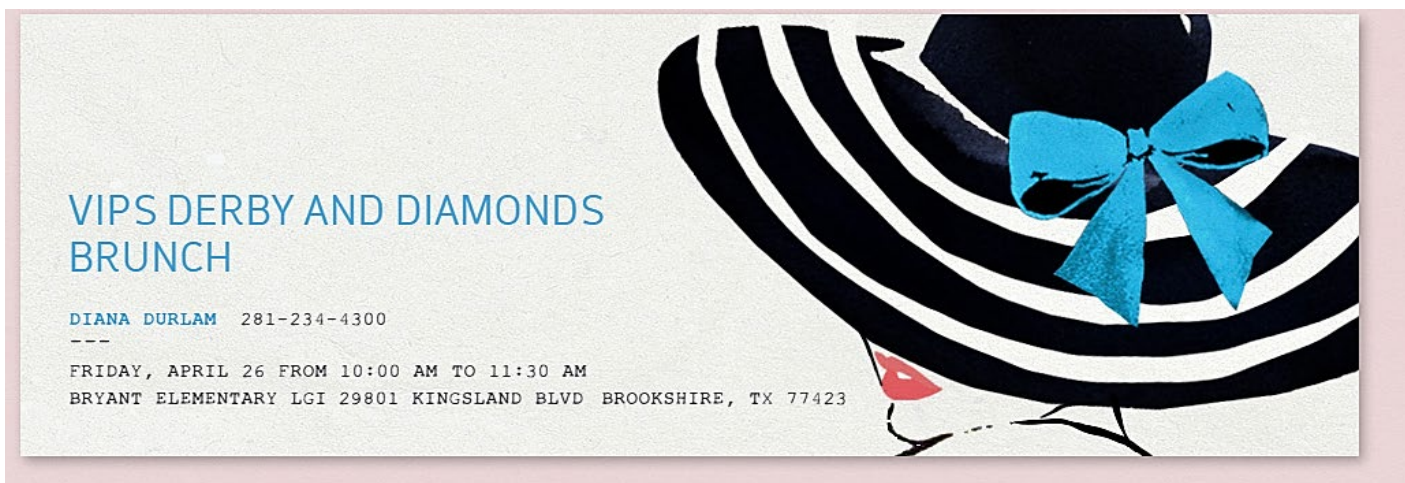 VIPS DERBY AND DIAMONDS
BRUNCH
DIANA DURLAM 281-234-4300
---
FRIDAY, APRIL 26 FROM 10:00 AM TO 11:30 AM
BRYANT ELEMENTARY LGI 29801 KINGSLAND BLVD BROOKSHIRE, TX 77423